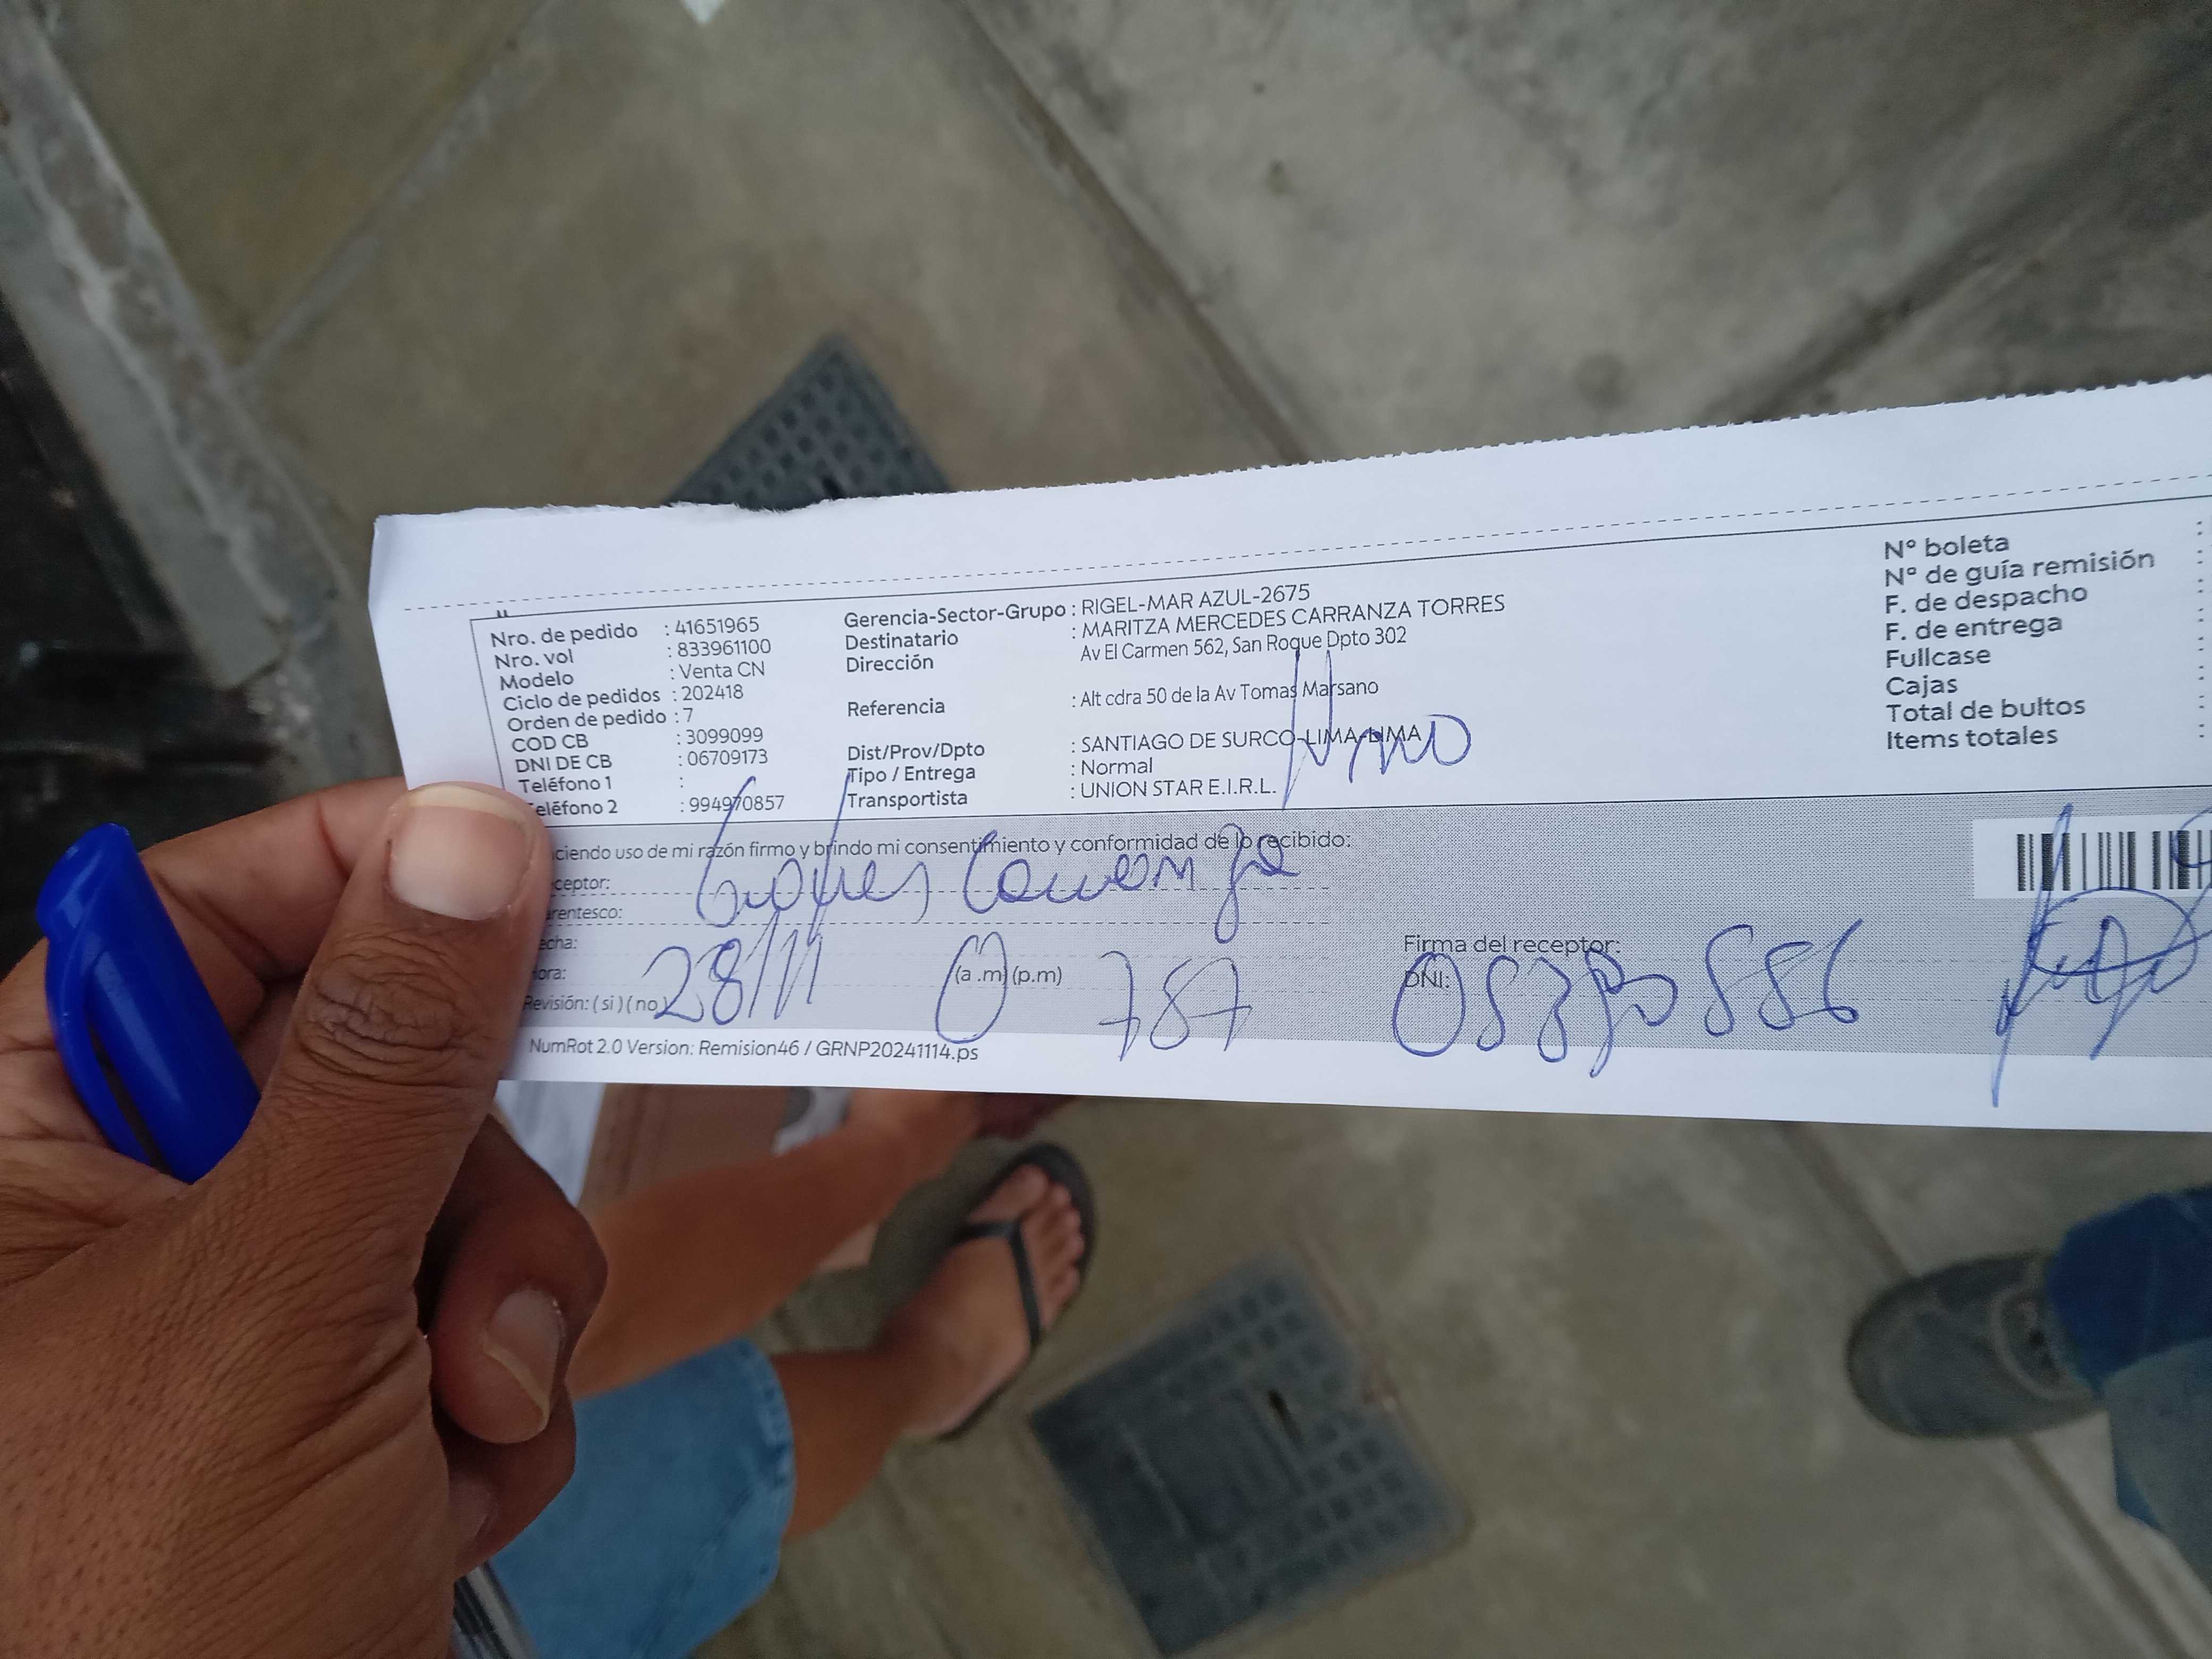 Nro. de pedido : 41651965
Nro. vol : 833961100
Modelo : Venta CN
Ciclo de pedidos : 202418
Orden de pedido : 7
COD CB : 3099099
DNI DE CB : 06709173
Teléfono 1 :
eléfono 2 : 994970857
Gerencia-Sector-Grupo : RIGEL-MAR AZUL-2675
Destinatario : MARITZA MERCEDES CARRANZA TORRES
Dirección Av El Carmen 562, San Roque Dpto 302
Referencia : Alt cdra 50 de la Av Tomas Marsano
Dist/Prov/Dpto : SANTIAGO DE SURCO-LIMA-LIMA
Tipo / Entrega : Normal
Transportista : UNION STAR E.I.R.L.
N° boleta :
N° de guía remisión :
F. de despacho :
F. de entrega :
Fullcase :
Cajas :
Total de bultos :
Items totales :
ciendo uso de mi razón firmo y brindo mi consentimiento y conformidad de lo recibido:
ceptor:
arentesco:
echa: 28/11
ora: (a .m) (p.m) 787
Revisión: ( si ) ( no )
Firma del receptor:
DNI:
NumRot 2.0 Version: Remision46 / GRNP20241114.ps